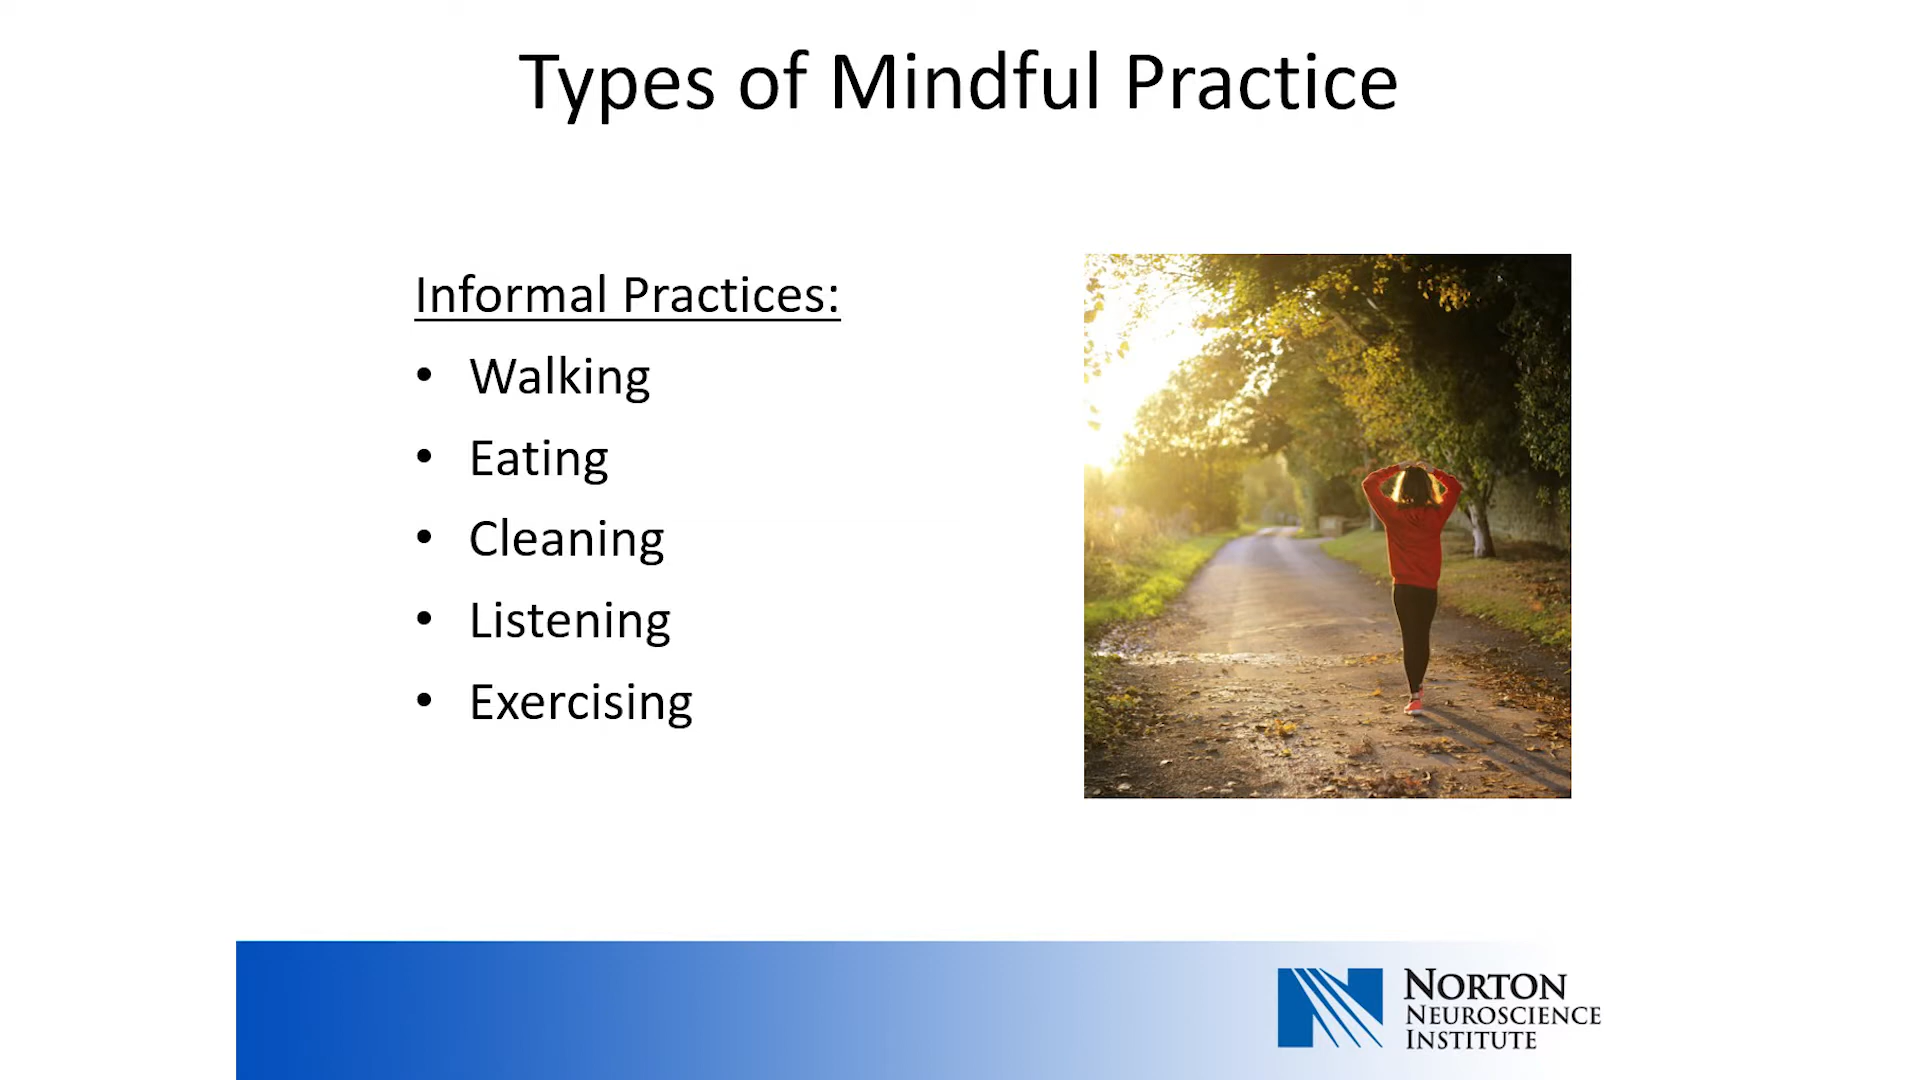 Types of Mindful Practice
Informal Practices:
• Walking
• Eating
• Cleaning
• Listening
• Exercising
NORTON
NEUROSCIENCE
INSTITUTE